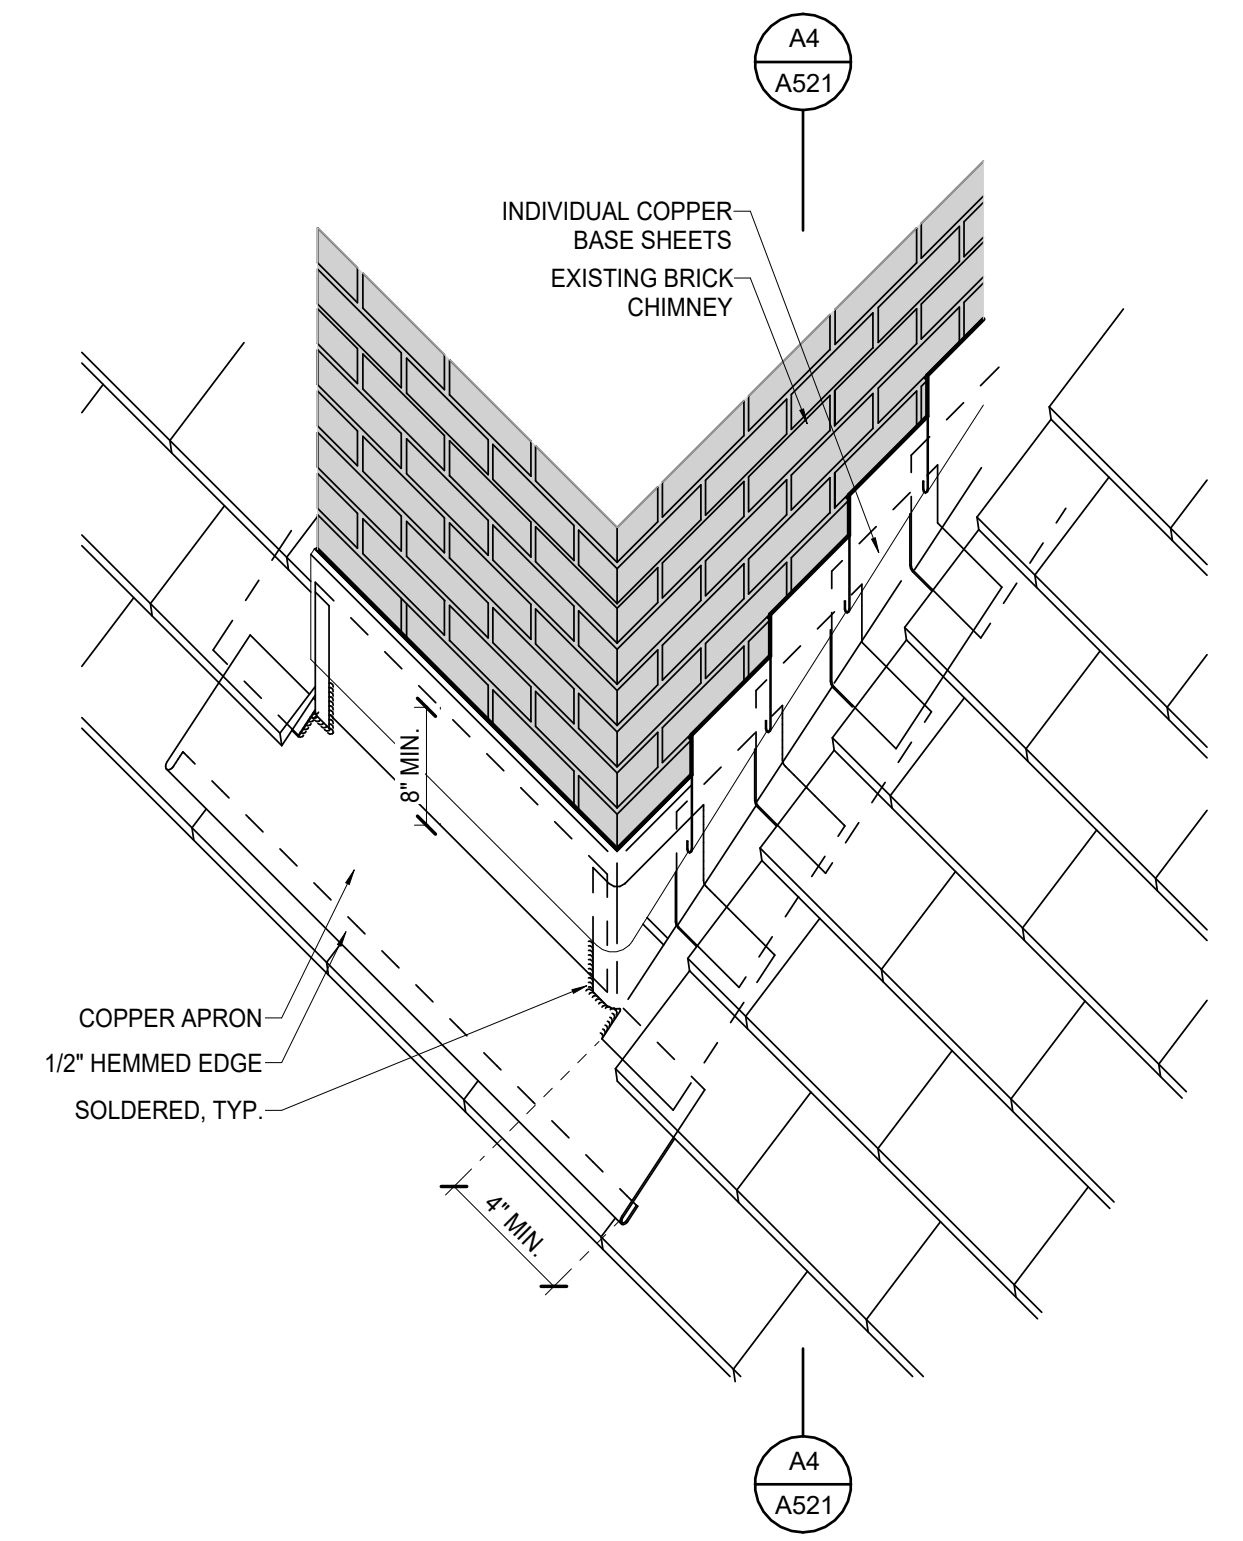 A4
A521
INDIVIDUAL COPPER
BASE SHEETS
EXISTING BRICK
CHIMNEY
8" MIN.
COPPER APRON
1/2" HEMMED EDGE
SOLDERED, TYP.
4" MIN.
A4
A521